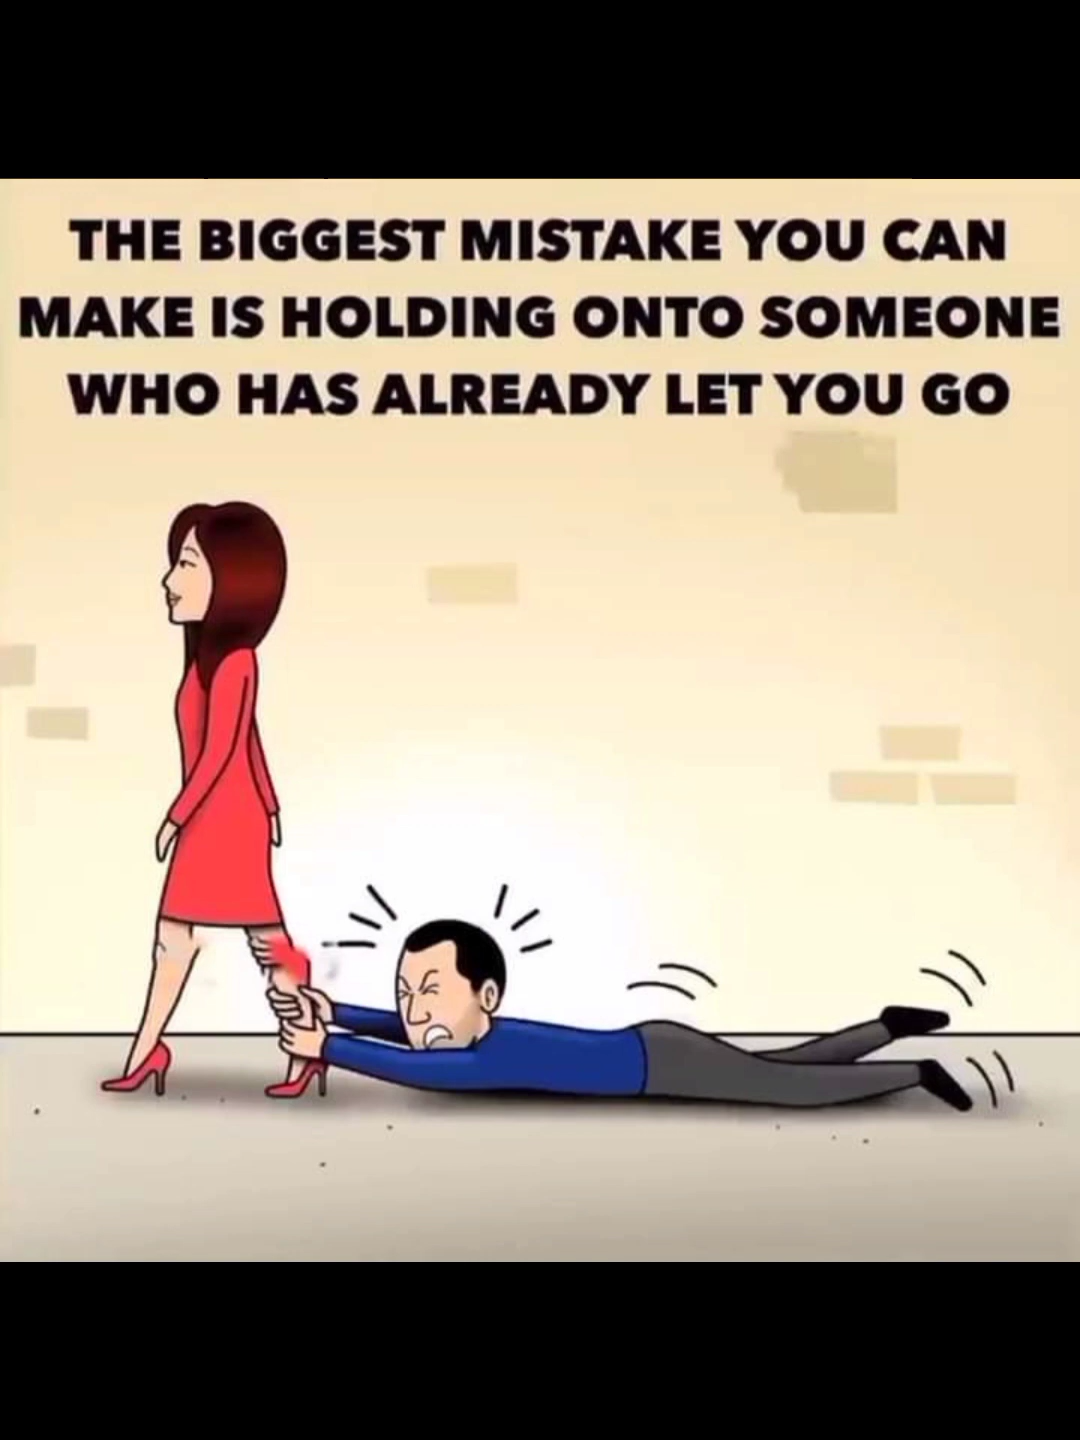 THE BIGGEST MISTAKE YOU CAN
MAKE IS HOLDING ONTO SOMEONE
WHO HAS ALREADY LET YOU GO